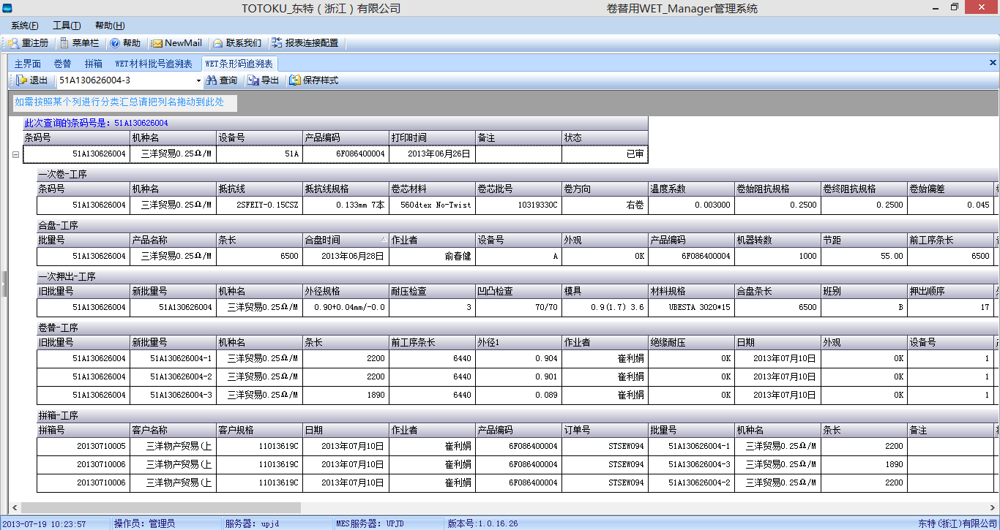 TOTOKU_东特（浙江）有限公司 卷替用WET_Manager管理系统
系统(F) 工具(T) 帮助(H)
重注册 菜单栏 帮助 NewMail 联系我们 报表连接配置
主界面 卷替 拼箱 WET材料批号追溯表 WET条形码追溯表
退出 51A130626004-3 查询 导出 保存样式
如需按照某个列进行分类汇总请把列名拖动到此处
此次查询的条码号是：51A130626004
条码号 机种名 设备号 产品编码 打印时间 备注 状态
51A130626004 三洋贸易0.25Ω/M 51A 6F086400004 2013年06月26日 已审
一次卷-工序
条码号 机种名 抵抗线 抵抗线规格 卷芯材料 卷芯批号 卷方向 温度系数 卷始阻抗规格 卷终阻抗规格 卷始偏差
51A130626004 三洋贸易0.25Ω/M 2SFEIY-0.15CSZ 0.133mm 7本 560dtex No-Twist 10319330C 右卷 0.003000 0.2500 0.2500 0.045
合盘-工序
批量号 产品名称 条长 合盘时间 作业者 设备号 外观 产品编码 机器转数 节距 前工序条长
51A130626004 三洋贸易0.25Ω/M 6500 2013年06月28日 俞春健 A OK 6F086400004 1000 55.00 6500
一次押出-工序
旧批量号 新批量号 机种名 外径规格 耐压检查 凹凸检查 模具 材料规格 合盘条长 班别 押出顺序
51A130626004 51A130626004 三洋贸易0.25Ω/M 0.90+0.04mm/-0.0 3 70/70 0.9(1.7) 3.6 UBESTA 3020*15 6500 B 17
卷替-工序
旧批量号 新批量号 机种名 条长 前工序条长 外径1 作业者 绝缘耐压 日期 外观 设备号
51A130626004 51A130626004-1 三洋贸易0.25Ω/M 2200 6440 0.904 崔利娟 OK 2013年07月10日 OK 1
51A130626004 51A130626004-2 三洋贸易0.25Ω/M 2200 6440 0.901 崔利娟 OK 2013年07月10日 OK 1
51A130626004 51A130626004-3 三洋贸易0.25Ω/M 1890 6440 0.089 崔利娟 OK 2013年07月10日 OK 1
拼箱-工序
拼箱号 客户名称 客户规格 日期 作业者 产品编码 订单号 批量号 机种名 条长 备注
20130710005 三洋物产贸易(上 11013619C 2013年07月10日 崔利娟 6F086400004 STSEW094 51A130626004-1 三洋贸易0.25Ω/M 2200
20130710006 三洋物产贸易(上 11013619C 2013年07月10日 崔利娟 6F086400004 STSEW094 51A130626004-3 三洋贸易0.25Ω/M 1890
20130710006 三洋物产贸易(上 11013619C 2013年07月10日 崔利娟 6F086400004 STSEW094 51A130626004-2 三洋贸易0.25Ω/M 2200
2013-07-19 10:23:57 操作员：管理员 服务器：upjd MES服务器：UPJD 版本号:1.0.16.26 东特(浙江)有限公司